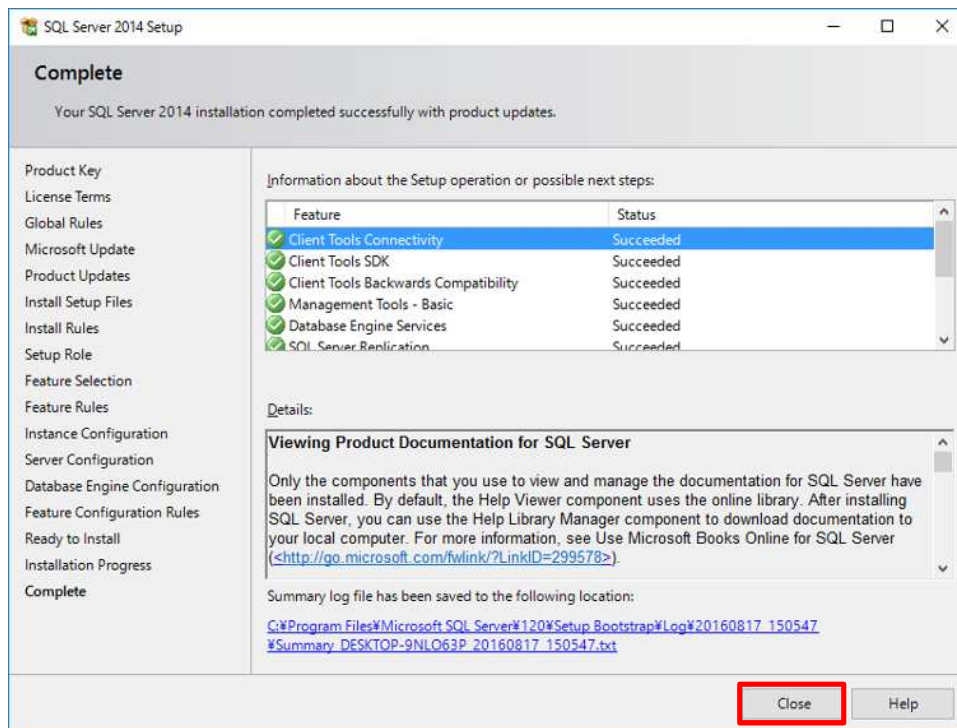 SQL Server 2014 Setup
Complete
Your SQL Server 2014 installation completed successfully with product updates.
Product Key
License Terms
Global Rules
Microsoft Update
Product Updates
Install Setup Files
Install Rules
Setup Role
Feature Selection
Feature Rules
Instance Configuration
Server Configuration
Database Engine Configuration
Feature Configuration Rules
Ready to Install
Installation Progress
Complete
Information about the Setup operation or possible next steps:
Feature Status
Client Tools Connectivity Succeeded
Client Tools SDK Succeeded
Client Tools Backwards Compatibility Succeeded
Management Tools - Basic Succeeded
Database Engine Services Succeeded
SQL Server Replication Succeeded
Details:
Viewing Product Documentation for SQL Server
Only the components that you use to view and manage the documentation for SQL Server have
been installed. By default, the Help Viewer component uses the online library. After installing
SQL Server, you can use the Help Library Manager component to download documentation to
your local computer. For more information, see Use Microsoft Books Online for SQL Server
(<http://go.microsoft.com/fwlink/?LinkID=299578>).
Summary log file has been saved to the following location:
C:¥Program Files¥Microsoft SQL Server¥120¥Setup Bootstrap¥Log¥20160817_150547
¥Summary_DESKTOP-9NLO63P_20160817_150547.txt
Close Help